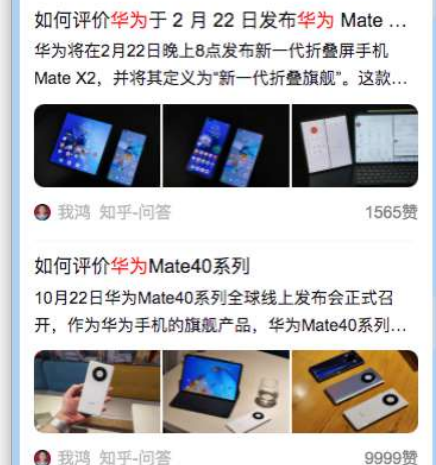 如何评价华为于 2 月 22 日发布华为 Mate ...
华为将在2月22日晚上8点发布新一代折叠屏手机
Mate X2，并将其定义为“新一代折叠旗舰”。这款...
我鸿 知乎-问答 1565赞
如何评价华为Mate40系列
10月22日华为Mate40系列全球线上发布会正式召
开，作为华为手机的旗舰产品，华为Mate40系列...
我鸿 知乎-问答 9999赞